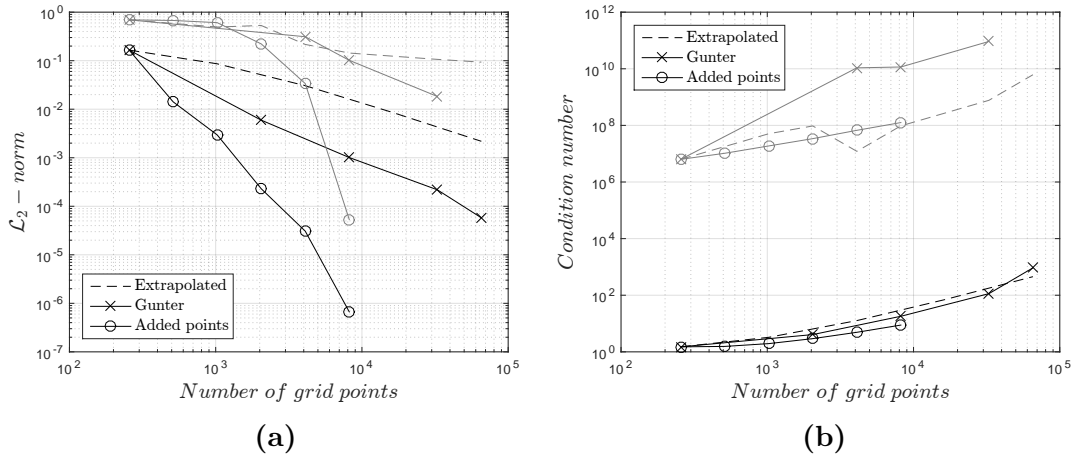 10^0
10^-1
10^-2
10^-3
10^-4
10^-5
10^-6
10^-7
ℒ₂ − norm
Extrapolated
Gunter
Added points
10^2
10^3
10^4
10^5
Number of grid points
(a)
10^12
10^10
10^8
10^6
10^4
10^2
10^0
Condition number
Extrapolated
Gunter
Added points
10^2
10^3
10^4
10^5
Number of grid points
(b)